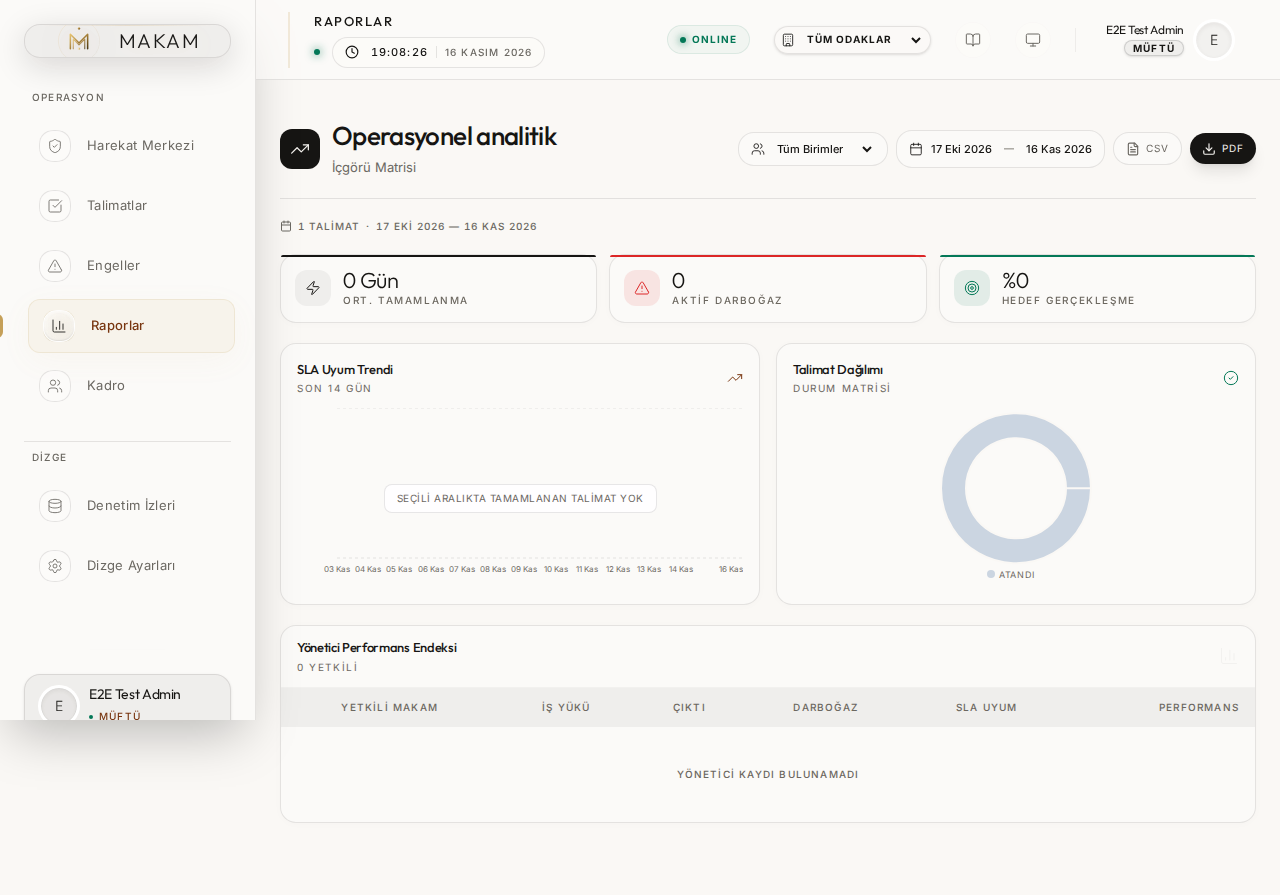 MAKAM
OPERASYON
Harekat Merkezi
Talimatlar
Engeller
Raporlar
Kadro
DİZGE
Denetim İzleri
Dizge Ayarları
E
E2E Test Admin
MÜFTÜ
RAPORLAR
19:08:26
16 KASIM 2026
ONLINE
TÜM ODAKLAR
E2E Test Admin
MÜFTÜ
E
Operasyonel analitik
İçgörü Matrisi
Tüm Birimler
17 Eki 2026 — 16 Kas 2026
CSV
PDF
1 TALİMAT · 17 EKİ 2026 — 16 KAS 2026
0 Gün
ORT. TAMAMLANMA
0
AKTİF DARBOĞAZ
%0
HEDEF GERÇEKLEŞME
SLA Uyum Trendi
SON 14 GÜN
SEÇİLİ ARALIKTA TAMAMLANAN TALİMAT YOK
03 Kas 04 Kas 05 Kas 06 Kas 07 Kas 08 Kas 09 Kas 10 Kas 11 Kas 12 Kas 13 Kas 14 Kas 16 Kas
Talimat Dağılımı
DURUM MATRİSİ
ATANDI
Yönetici Performans Endeksi
0 YETKİLİ
YETKİLİ MAKAM İŞ YÜKÜ ÇIKTI DARBOĞAZ SLA UYUM PERFORMANS
YÖNETİCİ KAYDI BULUNAMADI